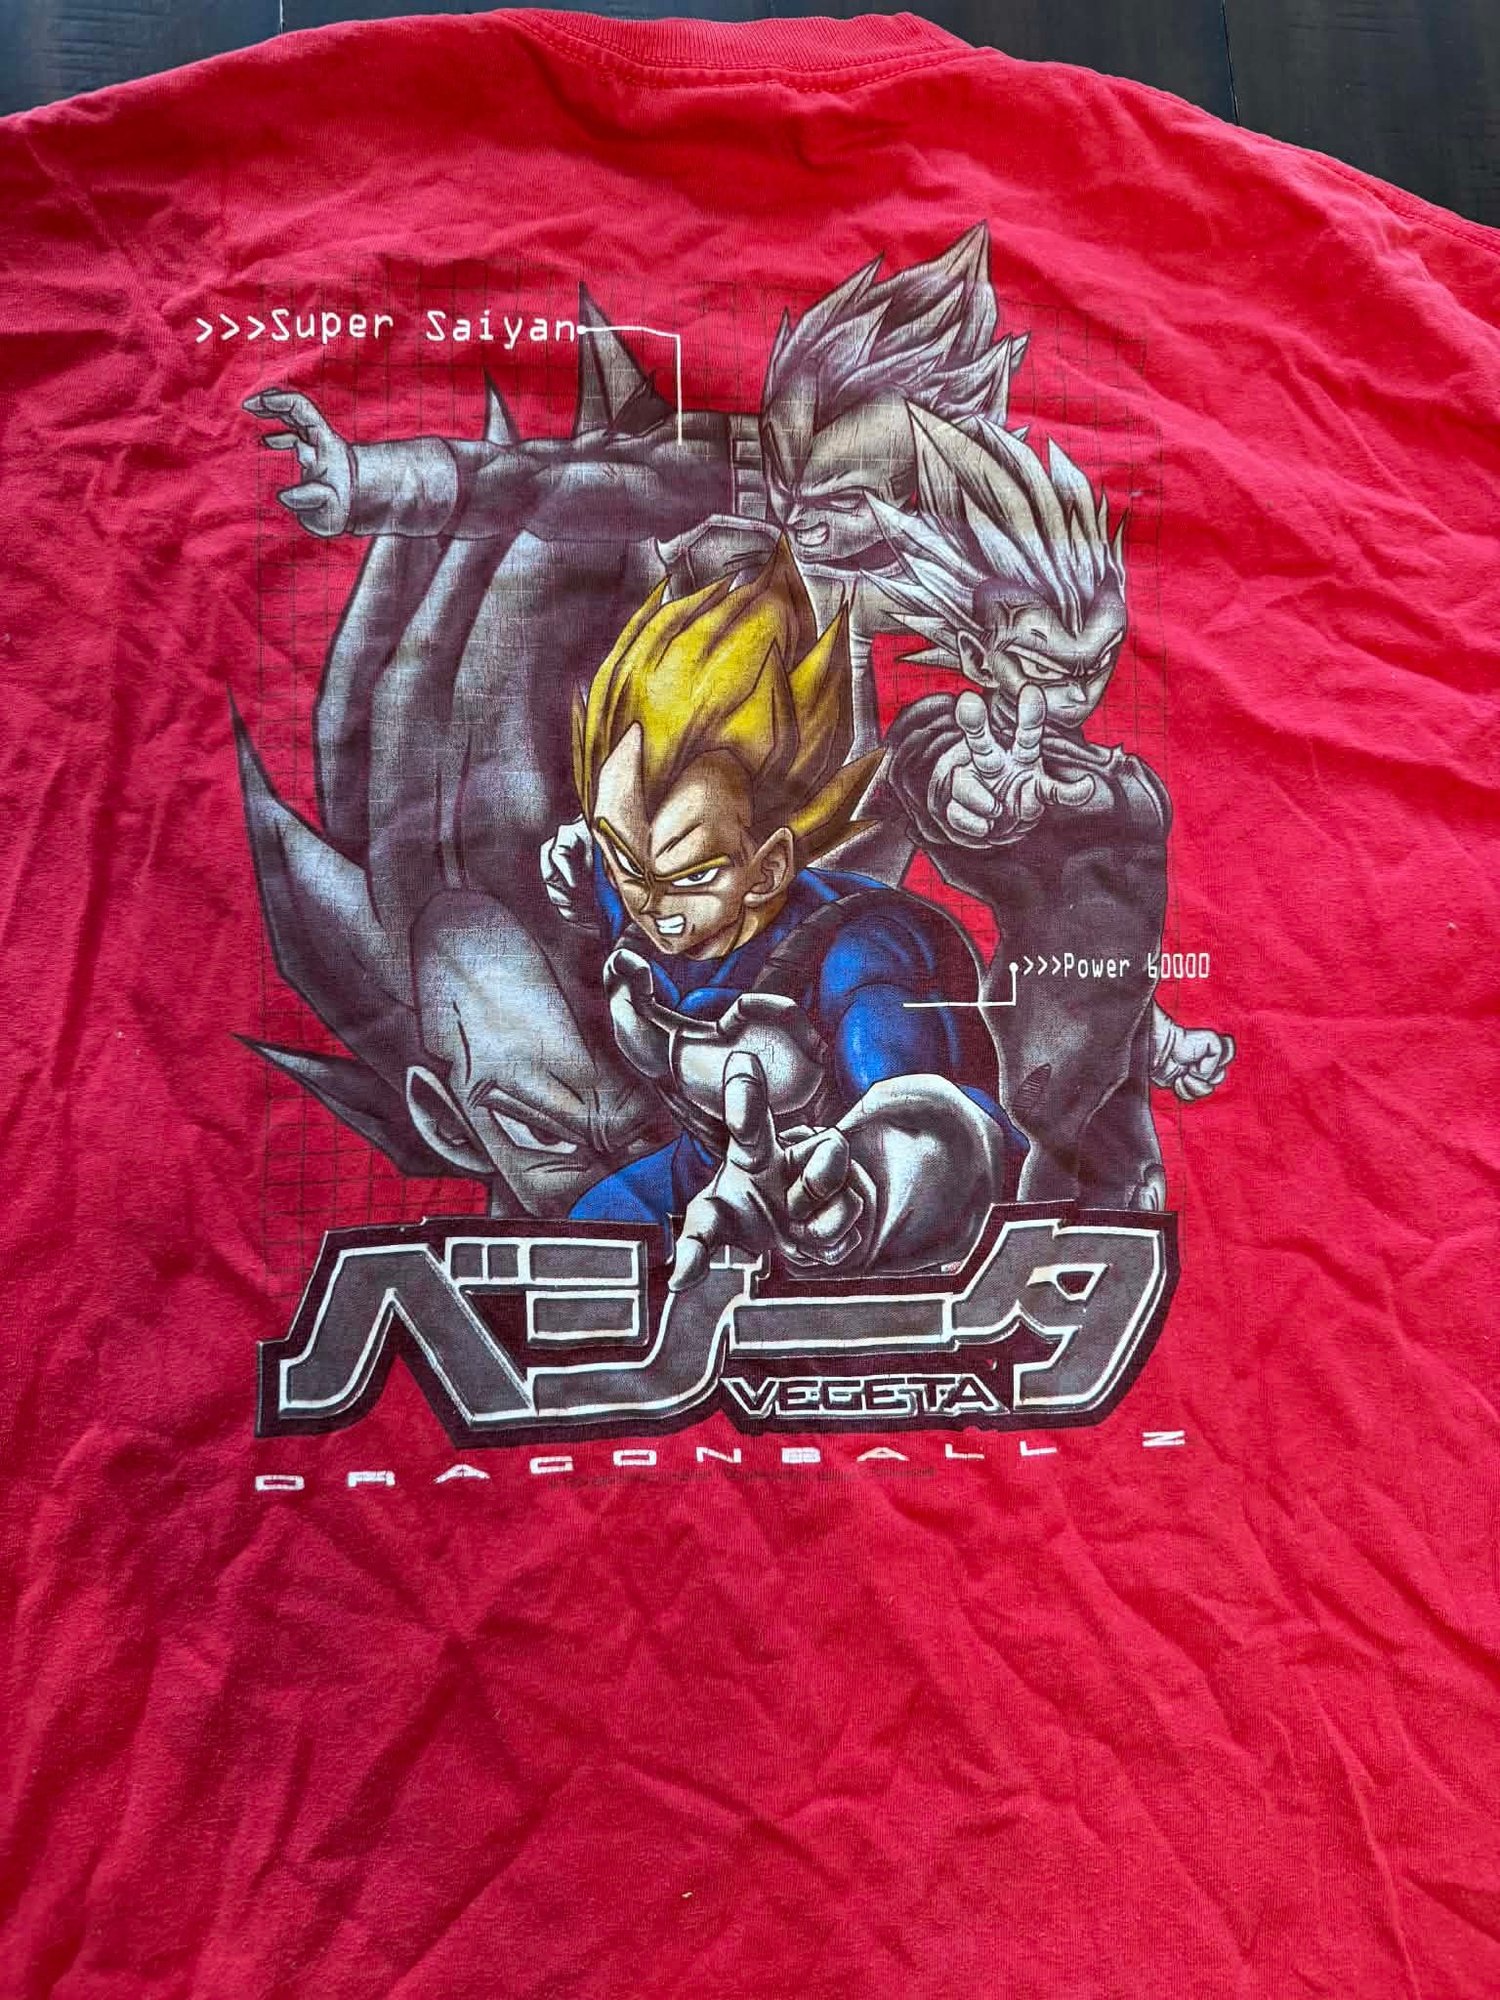 >>>Super Saiyan
>>>Power 60000
ベジータ
VEGETA
DRAGONBALL Z